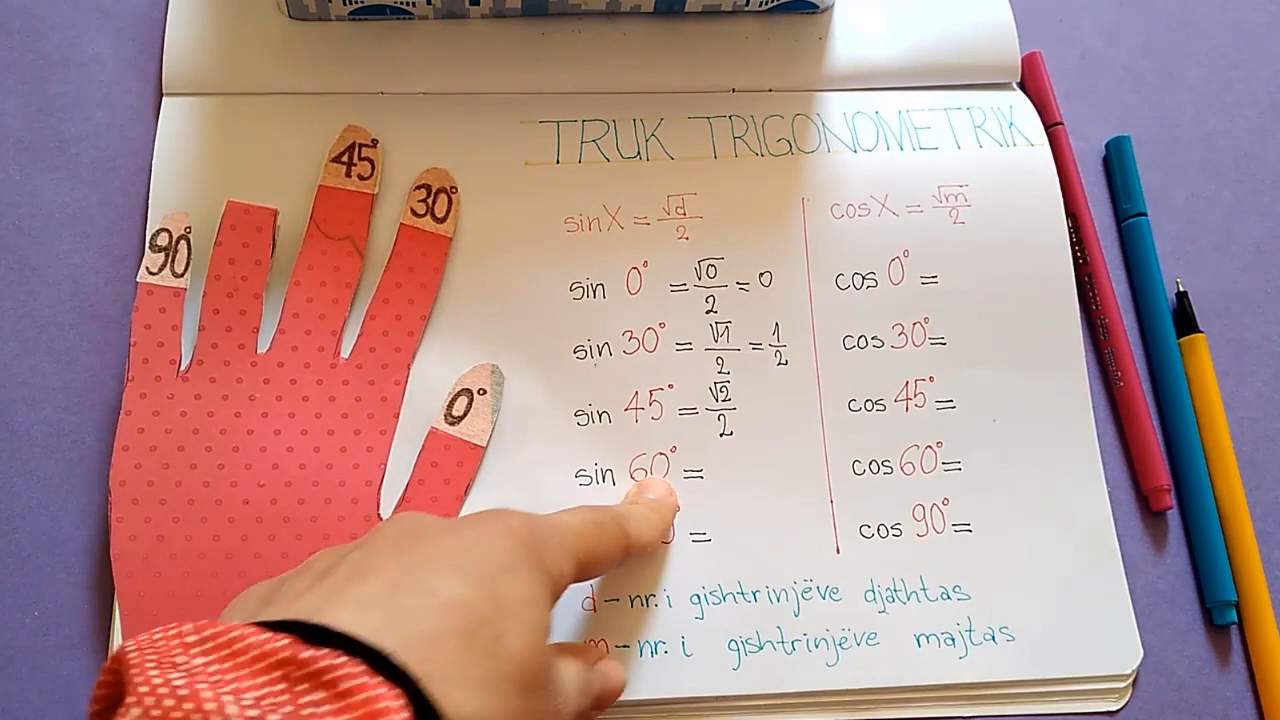 TRUK TRIGONOMETRIK
45°
30°
90°
0°
sinX = √d/2
sin 0° = √0/2 = 0
sin 30° = √1/2 = 1/2
sin 45° = √2/2
sin 60° =
=
cosX = √m/2
cos 0° =
cos 30° =
cos 45° =
cos 60° =
cos 90° =
d - nr. i gishtrinjëve djathtas
m - nr. i gishtrinjëve majtas